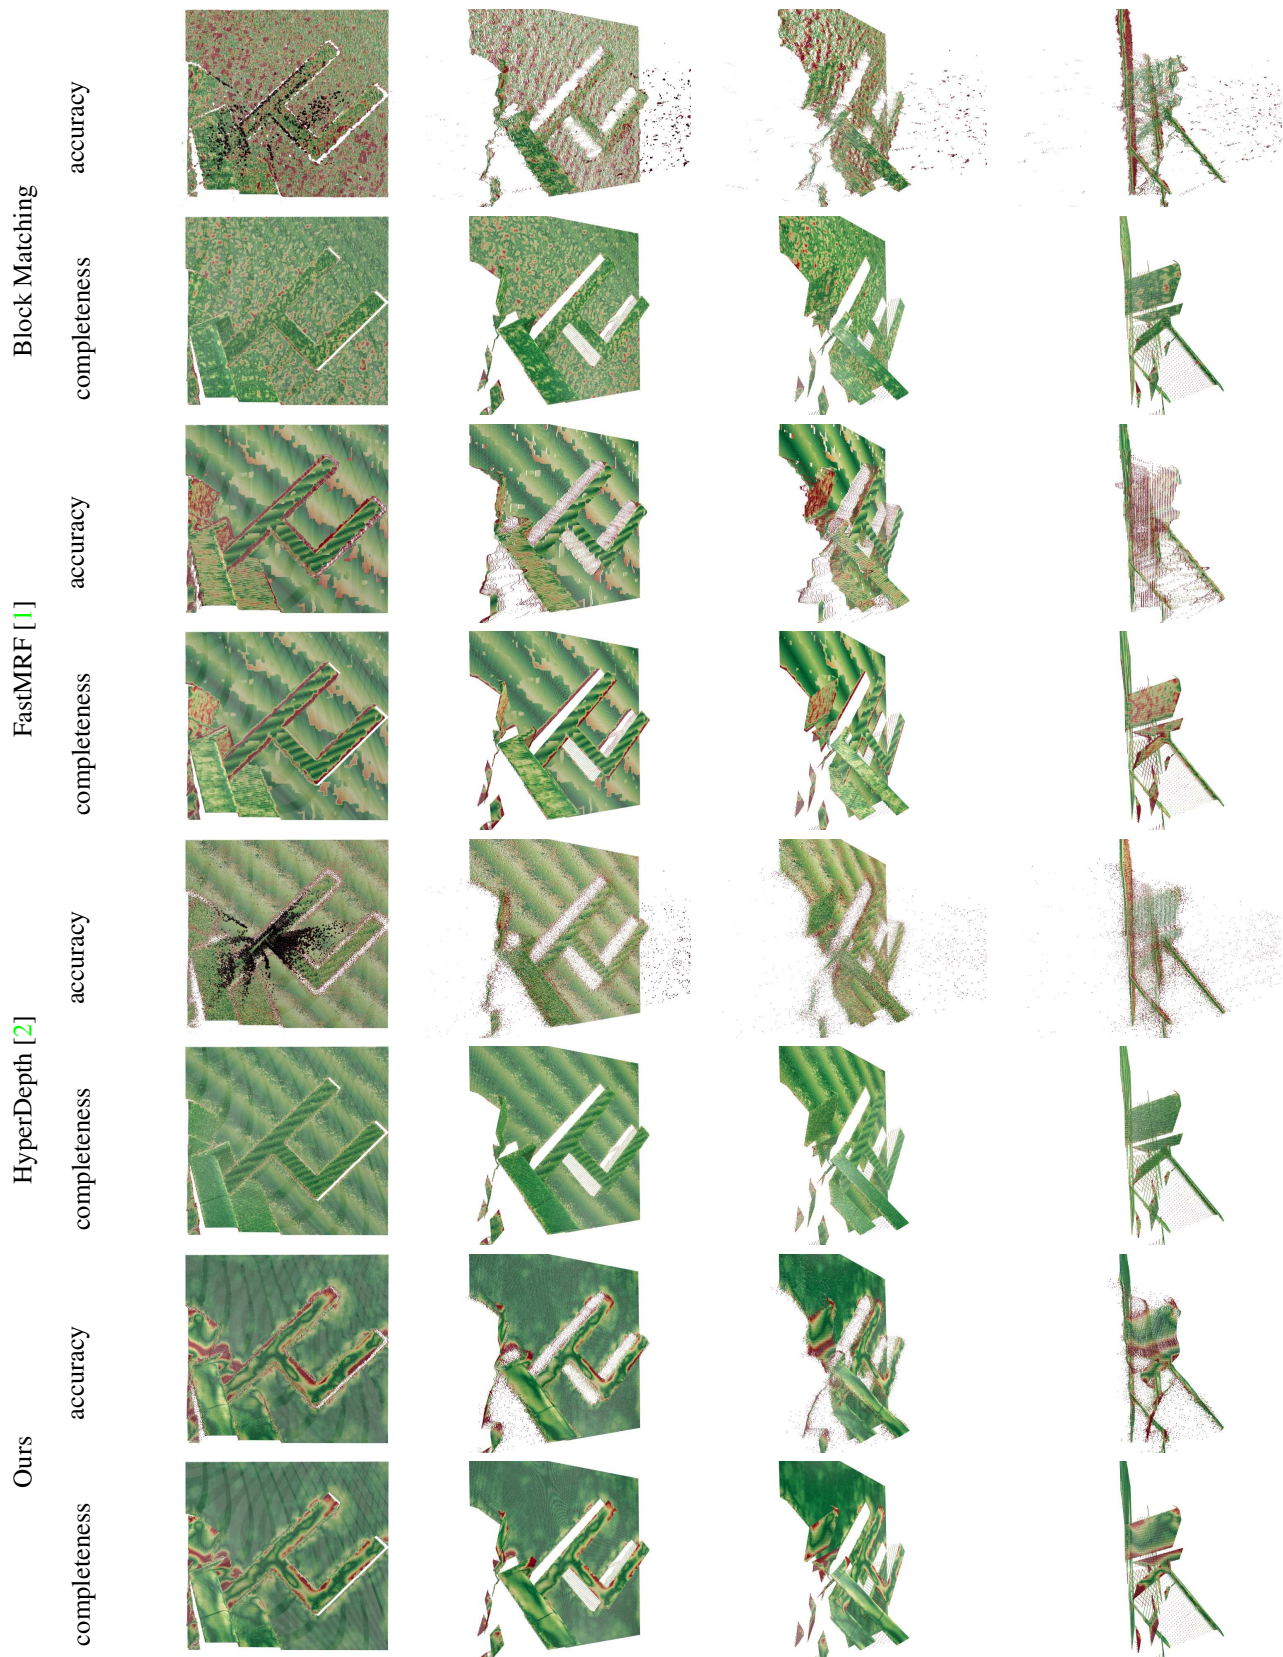 Block Matching
accuracy
completeness
FastMRF [1]
accuracy
completeness
HyperDepth [2]
accuracy
completeness
Ours
accuracy
completeness